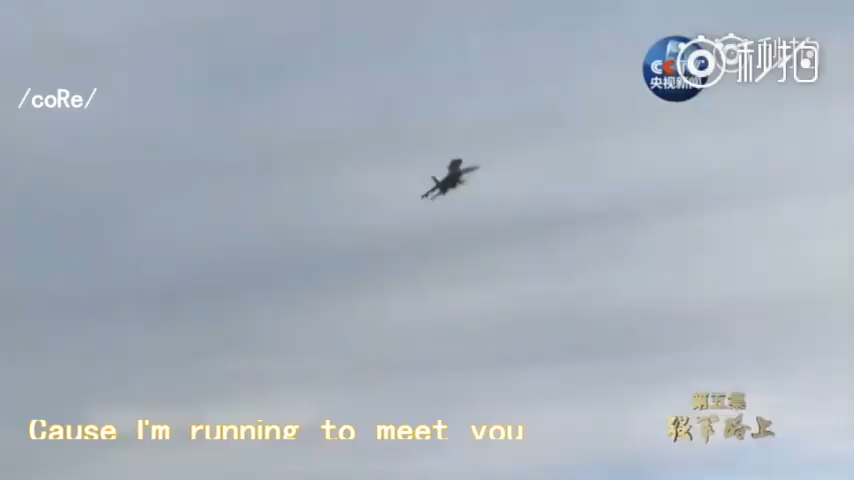 CCTV
央视新闻
秒拍
/coRe/
第五集
强军路上
Cause I'm running to meet you